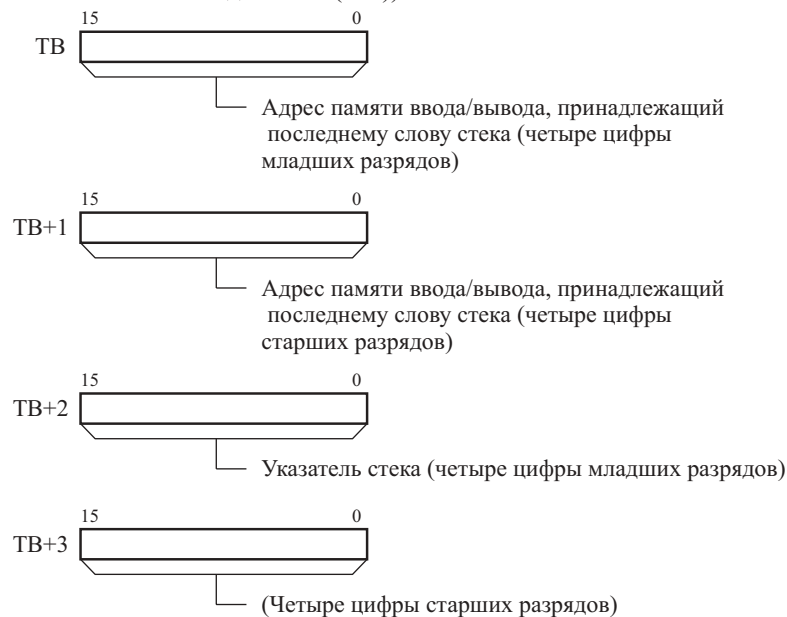 15 0
TB
Адрес памяти ввода/вывода, принадлежащий
последнему слову стека (четыре цифры
младших разрядов)
15 0
TB+1
Адрес памяти ввода/вывода, принадлежащий
последнему слову стека (четыре цифры
старших разрядов)
15 0
TB+2
Указатель стека (четыре цифры младших разрядов)
15 0
TB+3
(Четыре цифры старших разрядов)